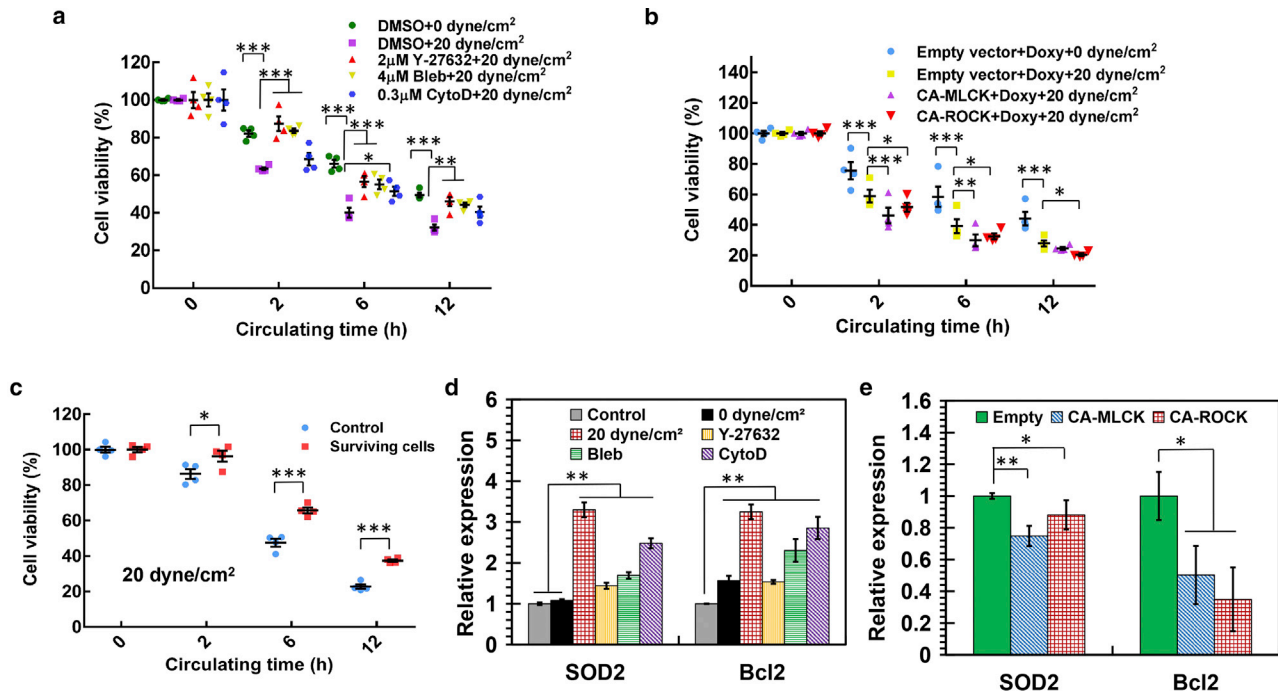 a
DMSO+0 dyne/cm²
DMSO+20 dyne/cm²
2μM Y-27632+20 dyne/cm²
4μM Bleb+20 dyne/cm²
0.3μM CytoD+20 dyne/cm²
Cell viability (%)
120
100
80
60
40
20
0
***
***
***
***
*
***
**
0 2 6 12
Circulating time (h)
b
Empty vector+Doxy+0 dyne/cm²
Empty vector+Doxy+20 dyne/cm²
CA-MLCK+Doxy+20 dyne/cm²
CA-ROCK+Doxy+20 dyne/cm²
Cell viability (%)
140
120
100
80
60
40
20
0
***
*
***
***
*
**
***
*
0 2 6 12
Circulating time (h)
c
Control
Surviving cells
Cell viability (%)
120
100
80
60
40
20
0
*
***
***
20 dyne/cm²
0 2 6 12
Circulating time (h)
d
Control
0 dyne/cm²
20 dyne/cm²
Y-27632
Bleb
CytoD
Relative expression
6
5
4
3
2
1
0
**
**
SOD2 Bcl2
e
Empty CA-MLCK CA-ROCK
Relative expression
1.6
1.4
1.2
1
0.8
0.6
0.4
0.2
0
*
**
*
SOD2 Bcl2